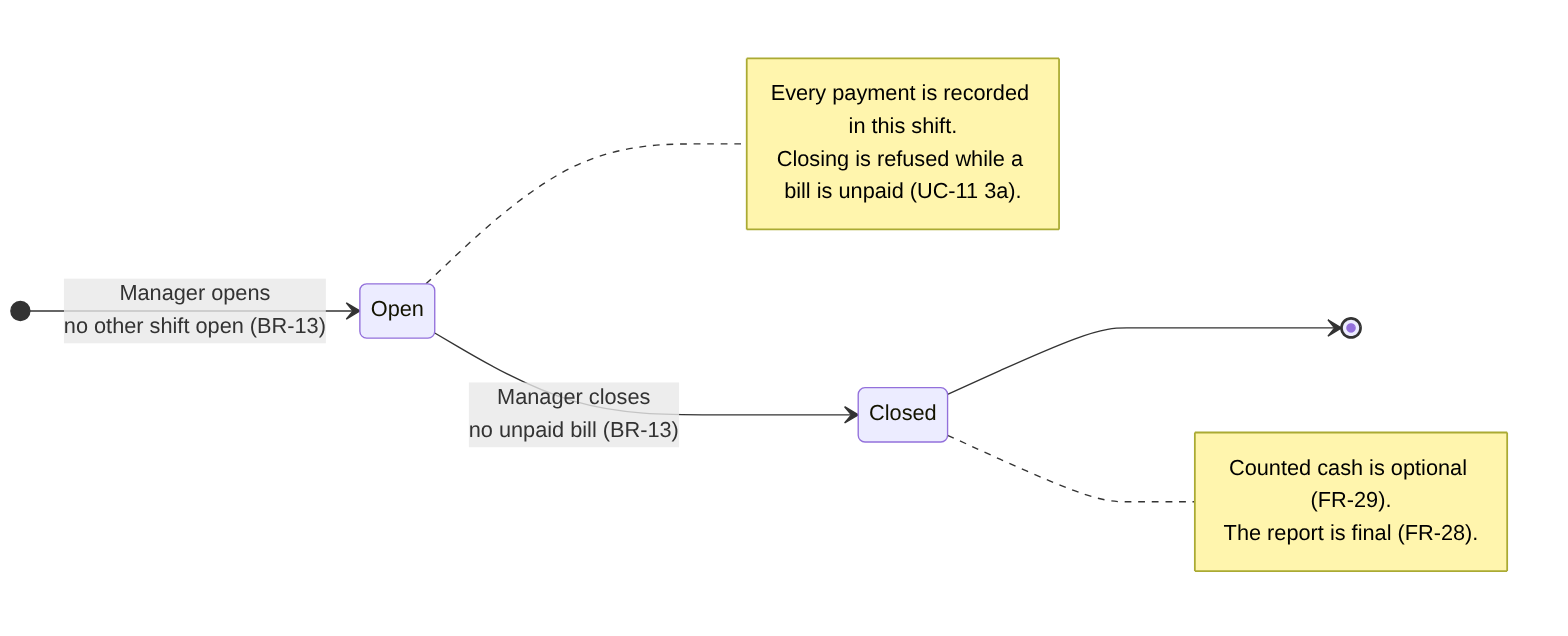 Every payment is recorded
in this shift.
Closing is refused while a
bill is unpaid (UC-11 3a).
Manager opens
no other shift open (BR-13)
Open
Manager closes
no unpaid bill (BR-13)
Closed
Counted cash is optional
(FR-29).
The report is final (FR-28).